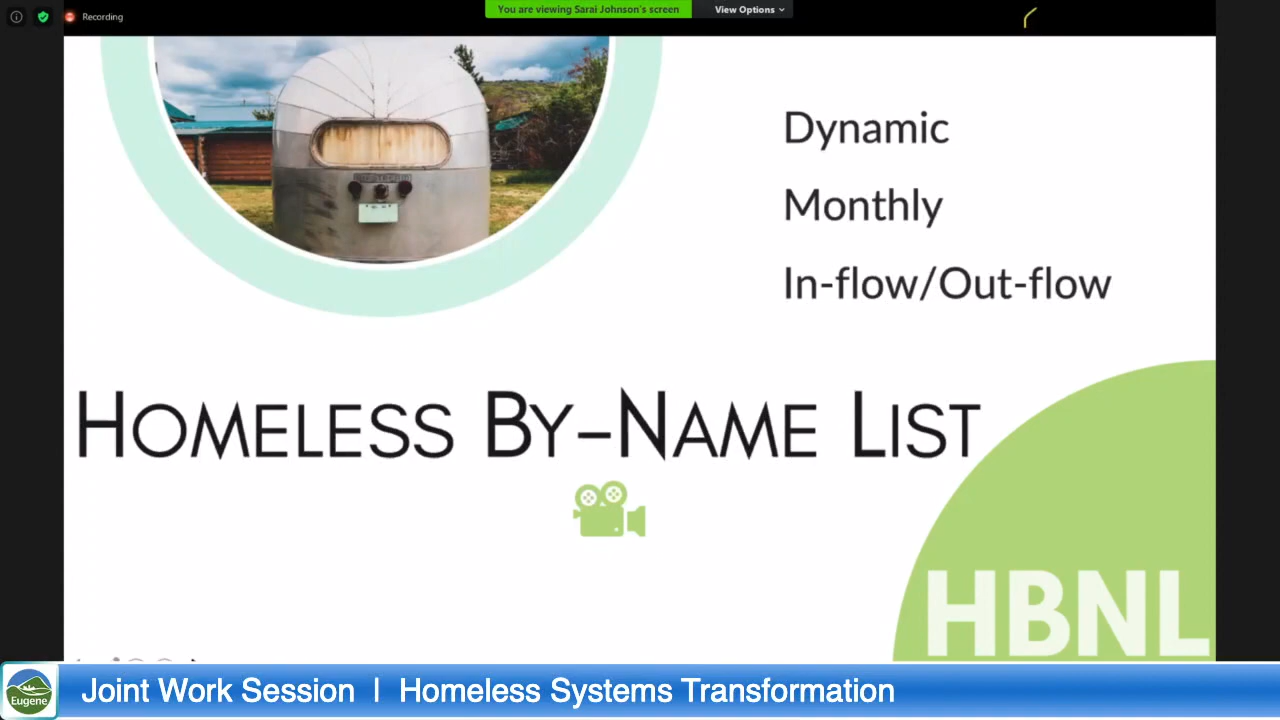 Recording
You are viewing Sarai Johnson's screen
View Options
Dynamic
Monthly
In-flow/Out-flow
HOMELESS BY-NAME LIST
HBNL
Eugene
Joint Work Session | Homeless Systems Transformation